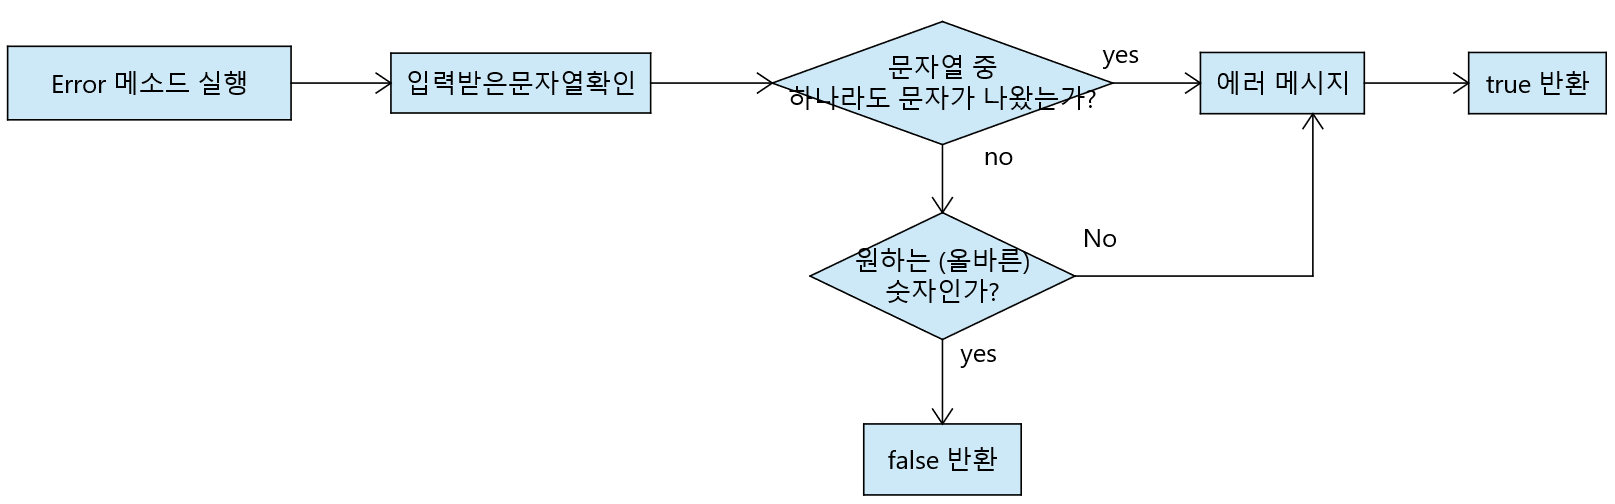 Error 메소드 실행
입력받은문자열확인
문자열 중
하나라도 문자가 나왔는가?
yes
에러 메시지
true 반환
no
원하는 (올바른)
숫자인가?
No
yes
false 반환